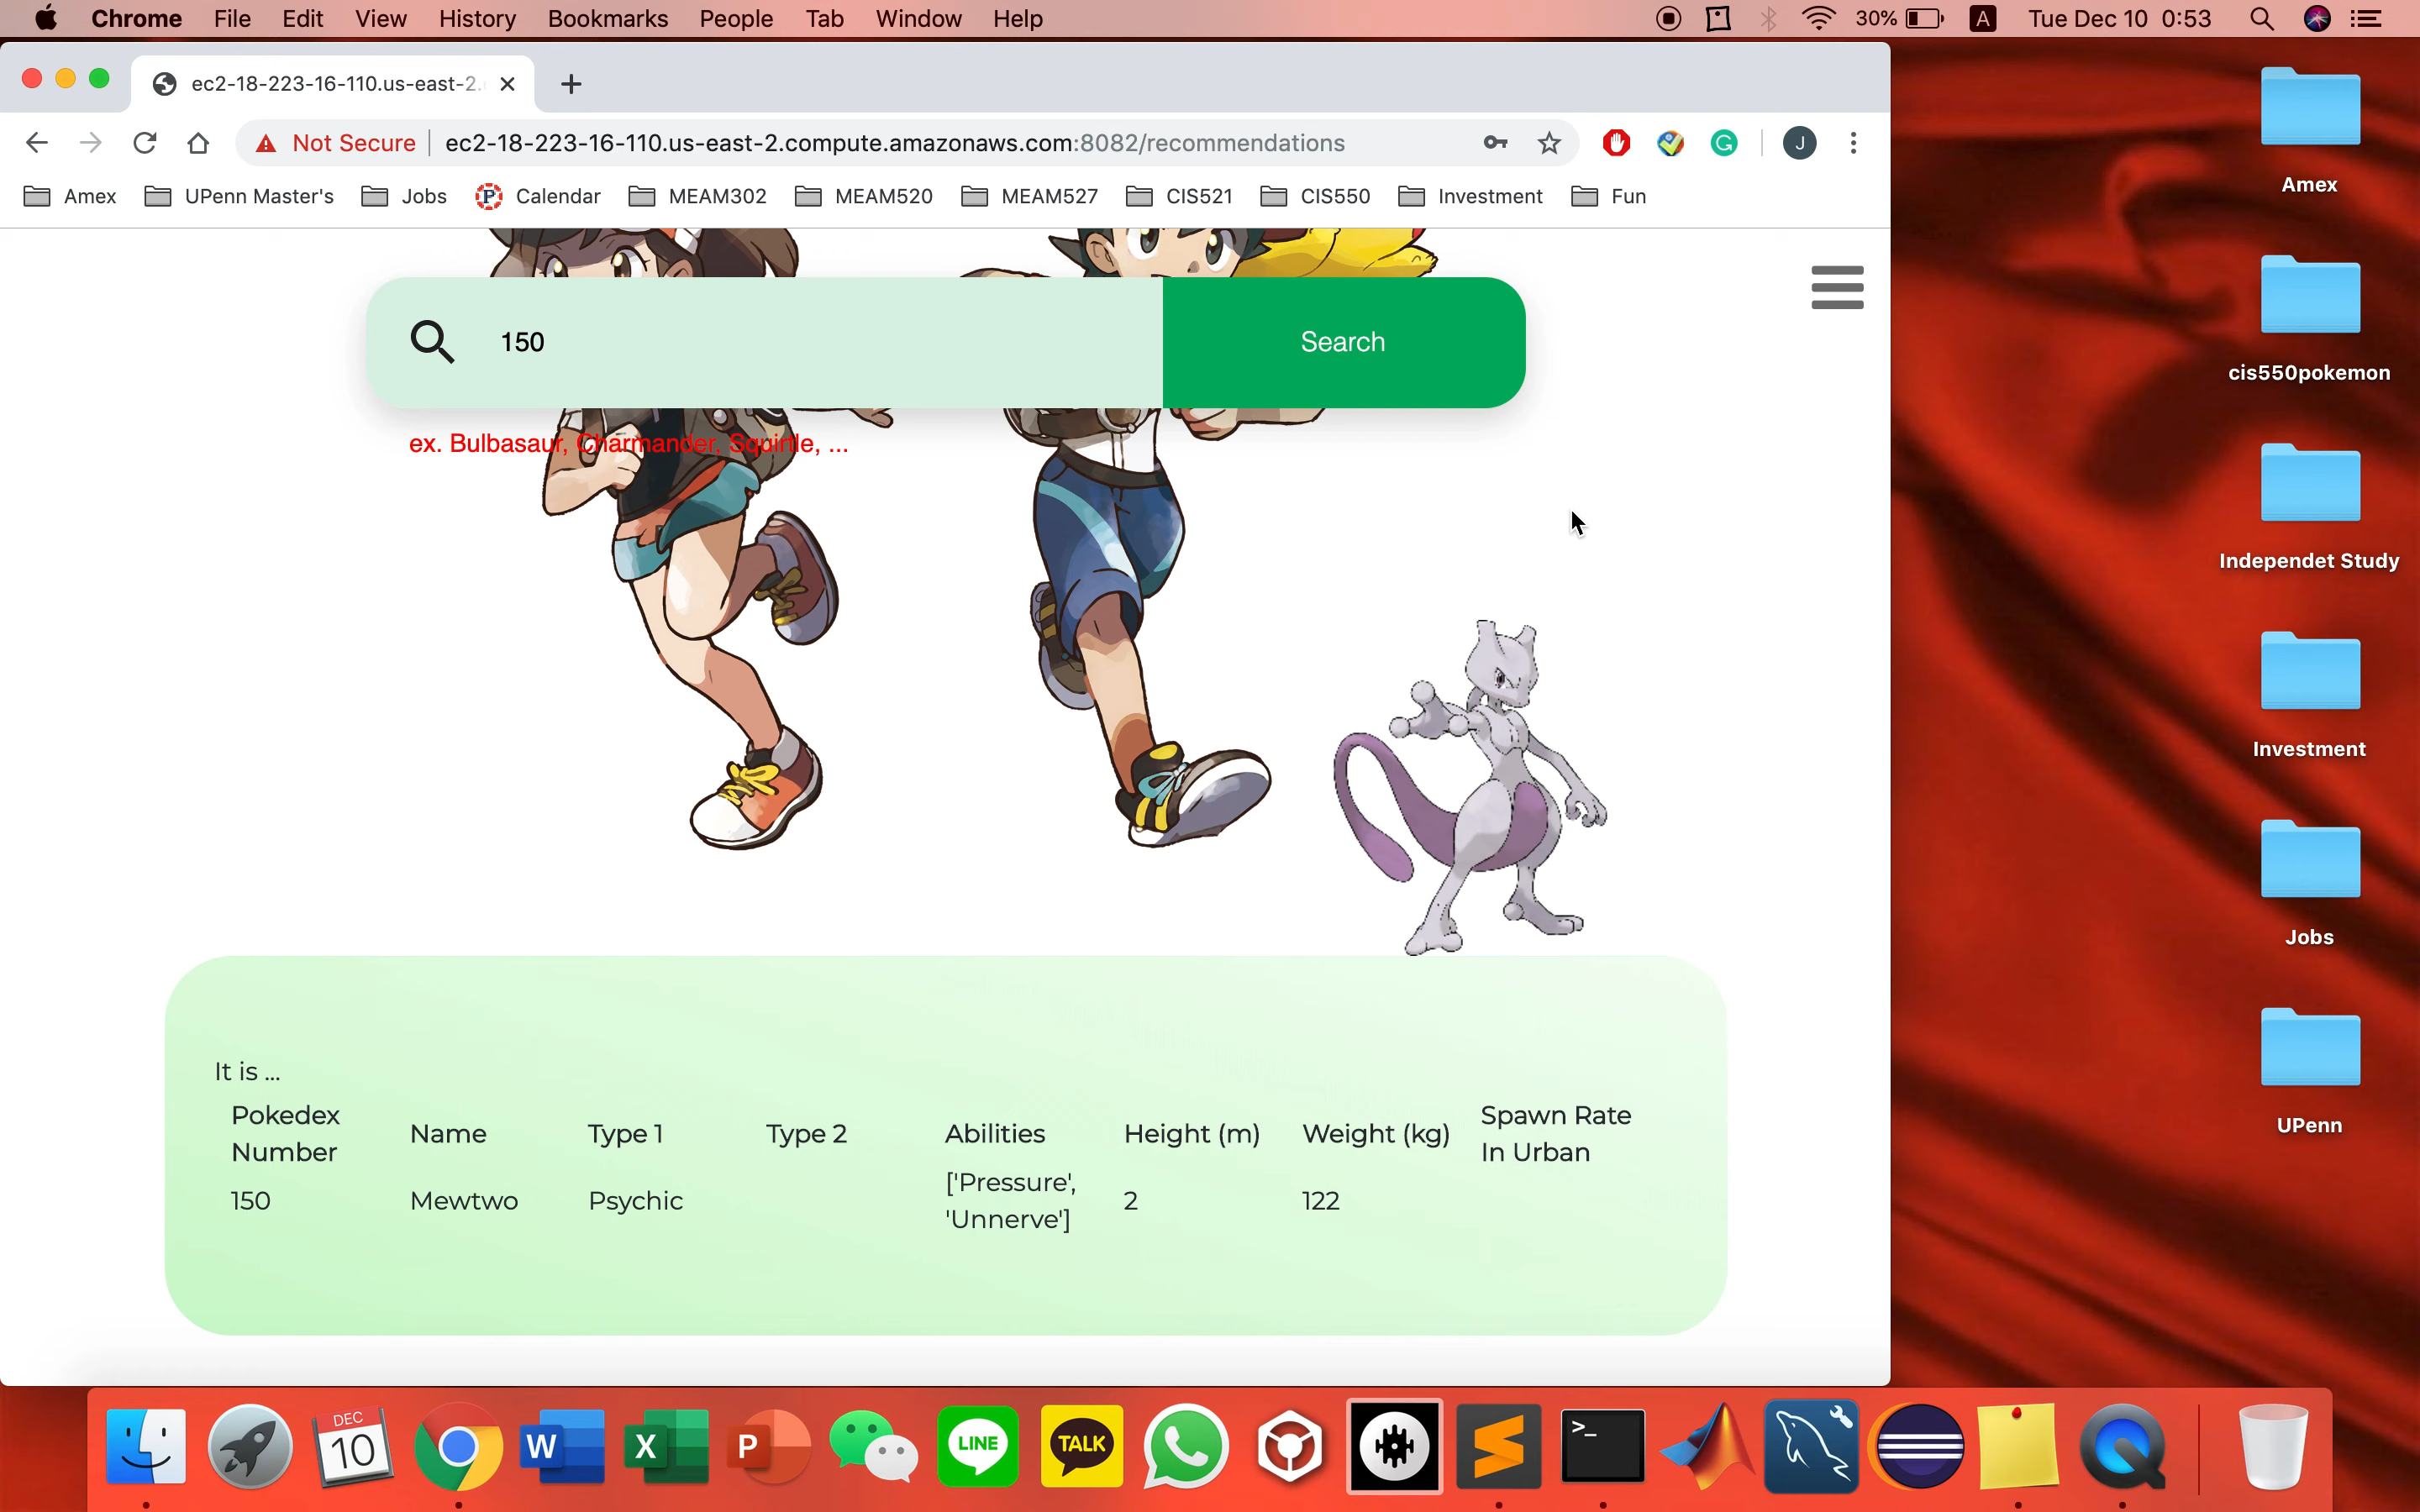 Chrome File Edit View History Bookmarks People Tab Window Help 30% A Tue Dec 10 0:53
ec2-18-223-16-110.us-east-2.
Not Secure ec2-18-223-16-110.us-east-2.compute.amazonaws.com:8082/recommendations J
Amex UPenn Master's Jobs Calendar MEAM302 MEAM520 MEAM527 CIS521 CIS550 Investment Fun
150 Search
ex. Bulbasaur, Charmander, Squirtle, ...
It is ...
Pokedex Number Name Type 1 Type 2 Abilities Height (m) Weight (kg) Spawn Rate In Urban
150 Mewtwo Psychic ['Pressure', 'Unnerve'] 2 122
Amex
cis550pokemon
Independet Study
Investment
Jobs
UPenn
DEC
10
W
X
P
LINE
TALK
>_